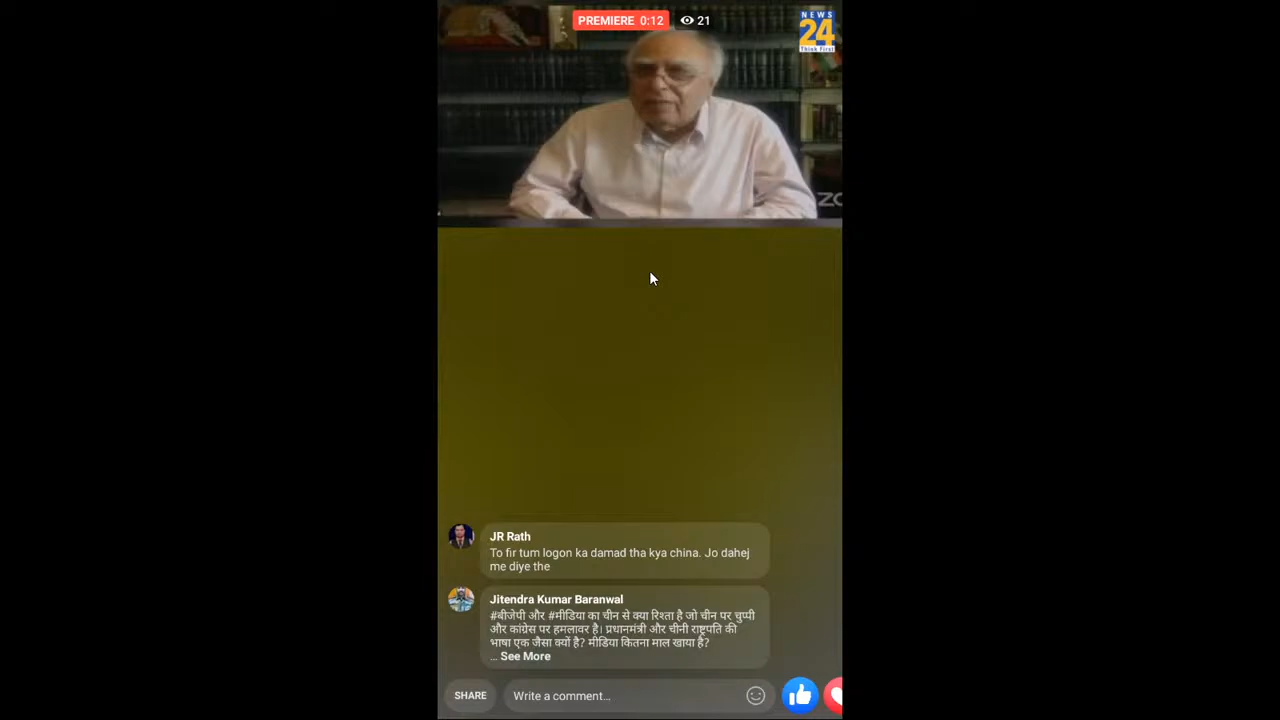 PREMIERE 0:12 21
NEWS
24
Think First
JR Rath
To fir tum logon ka damad tha kya china. Jo dahej
me diye the
Jitendra Kumar Baranwal
#बीजेपी और #मीडिया का चीन से क्या रिश्ता है जो चीन पर चुप्पी
और कांग्रेस पर हमलावर है। प्रधानमंत्री और चीनी राष्ट्रपति की
भाषा एक जैसा क्यों है? मीडिया कितना माल खाया है?
... See More
SHARE
Write a comment...